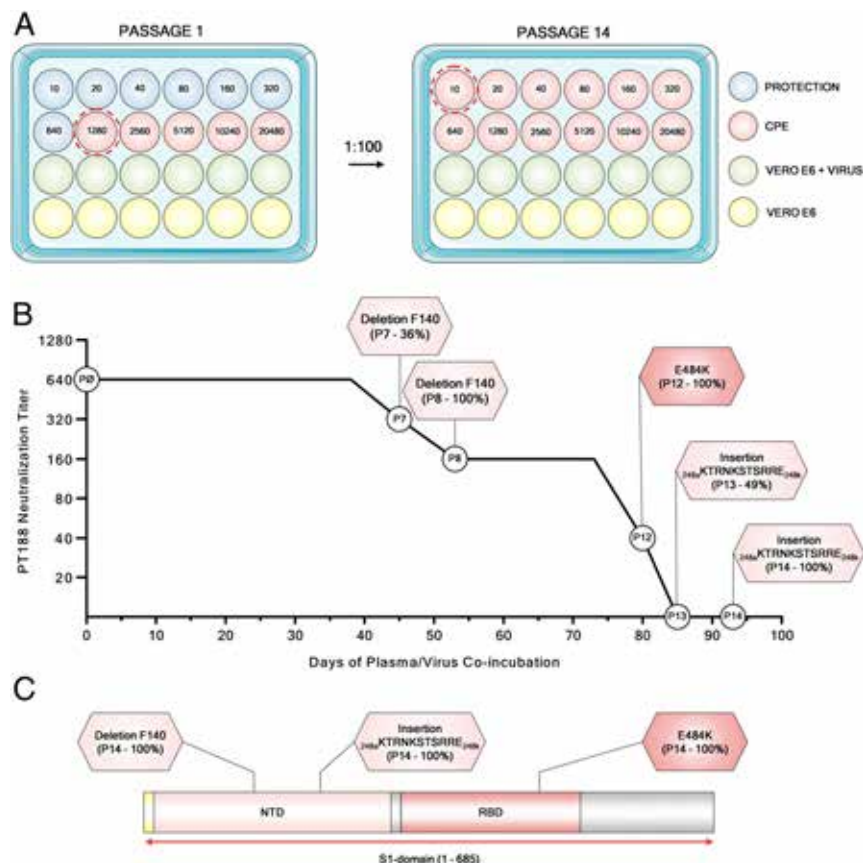 A
PASSAGE 1
PASSAGE 14
10 20 40 80 160 320
640 1280 2560 5120 10240 20480
1:100
10 20 40 80 160 320
640 1280 2560 5120 10240 20480
PROTECTION
CPE
VERO E6 + VIRUS
VERO E6
B
PT188 Neutralization Titer
1280
640
320
160
80
40
20
PØ
P7
P8
P12
P13
P14
Deletion F140
(P7 - 36%)
Deletion F140
(P8 - 100%)
E484K
(P12 - 100%)
Insertion
248aKTRNKSTSRRE248k
(P13 - 49%)
Insertion
248aKTRNKSTSRRE248k
(P14 - 100%)
0 10 20 30 40 50 60 70 80 90 100
Days of Plasma/Virus Co-incubation
C
Deletion F140
(P14 - 100%)
Insertion
248aKTRNKSTSRRE248k
(P14 - 100%)
E484K
(P14 - 100%)
NTD
RBD
S1-domain (1 - 685)